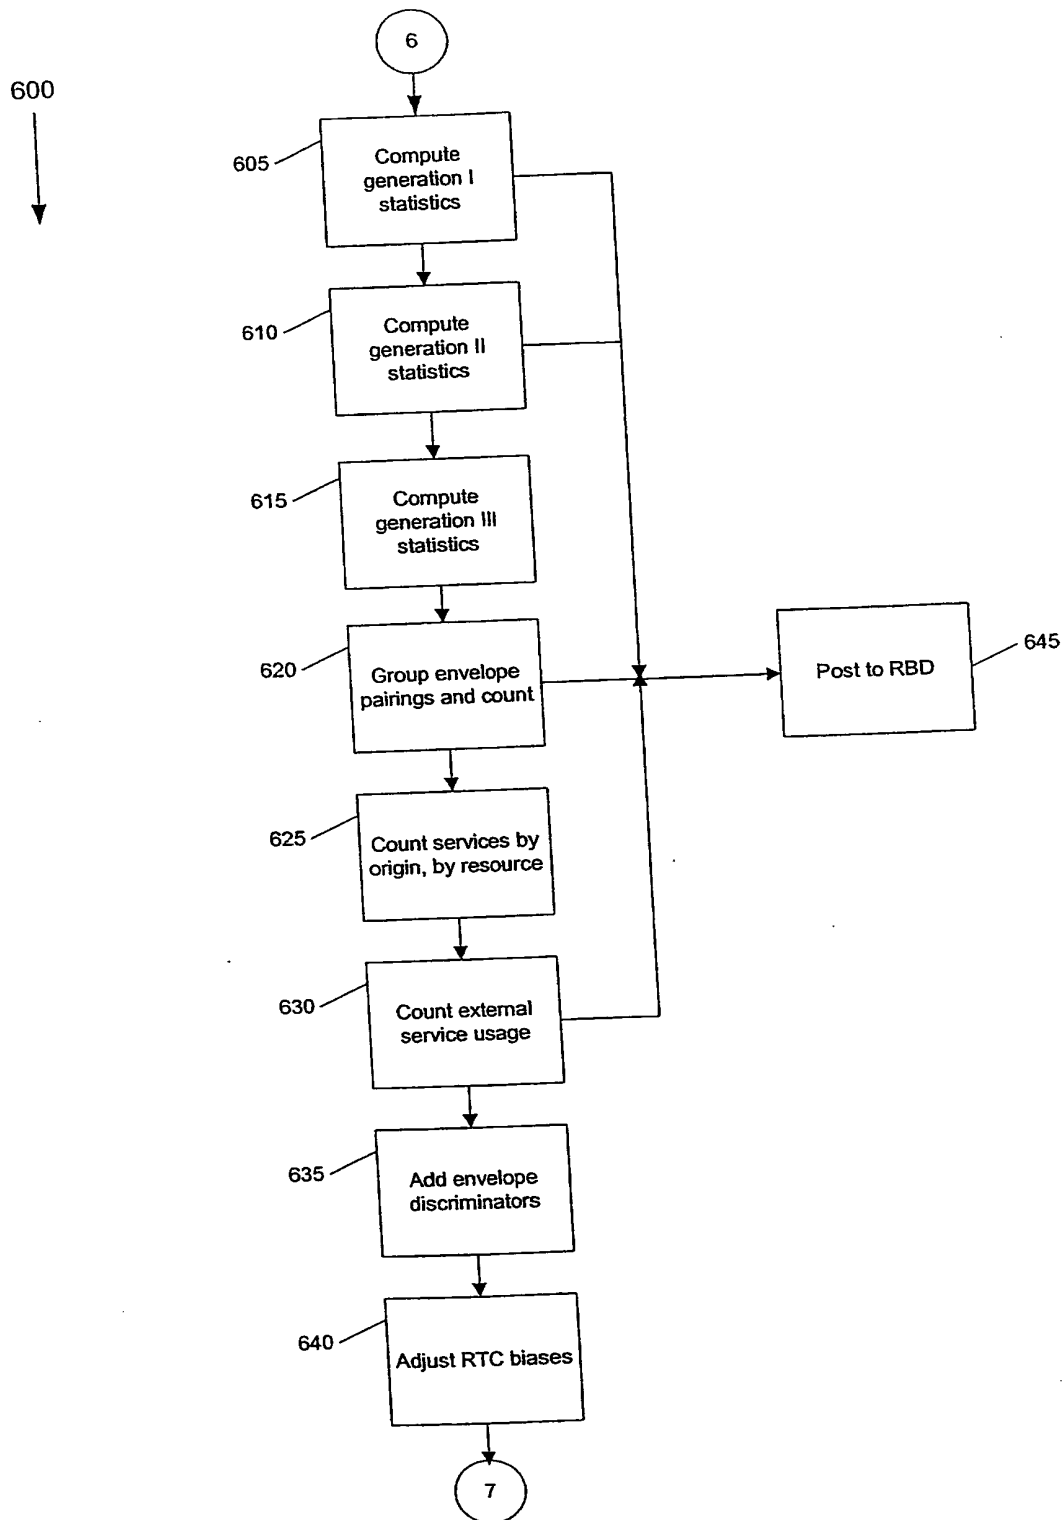 6
600
605
Compute
generation I
statistics
610
Compute
generation II
statistics
615
Compute
generation III
statistics
620
Group envelope
pairings and count
Post to RBD
645
625
Count services by
origin, by resource
630
Count external
service usage
635
Add envelope
discriminators
640
Adjust RTC biases
7